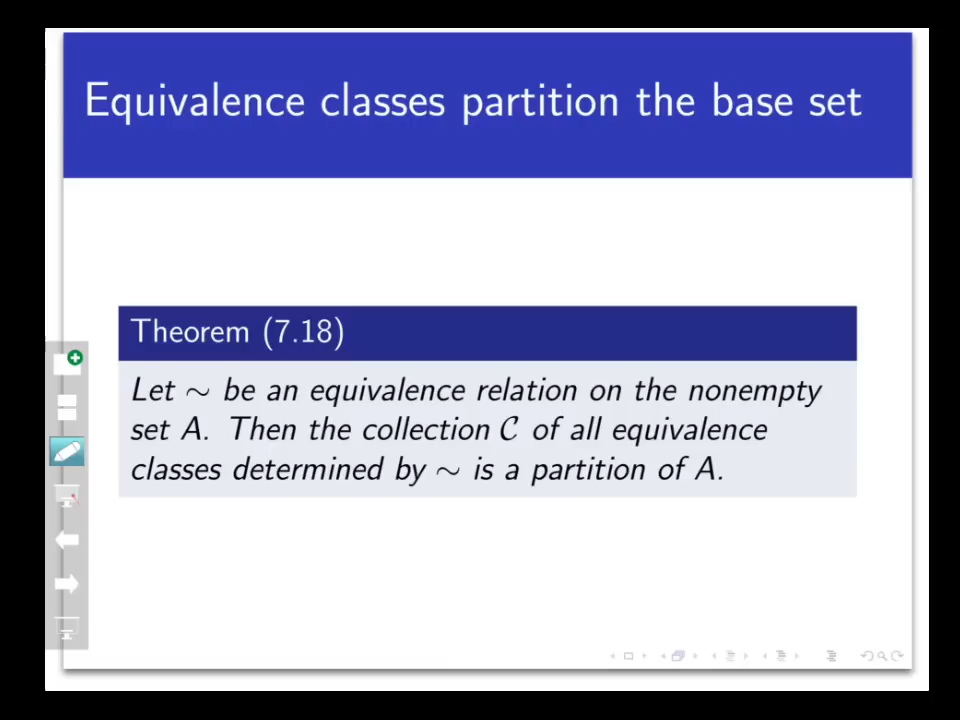 Equivalence classes partition the base set
Theorem (7.18)
Let ∼ be an equivalence relation on the nonempty
set A. Then the collection 𝒞 of all equivalence
classes determined by ∼ is a partition of A.